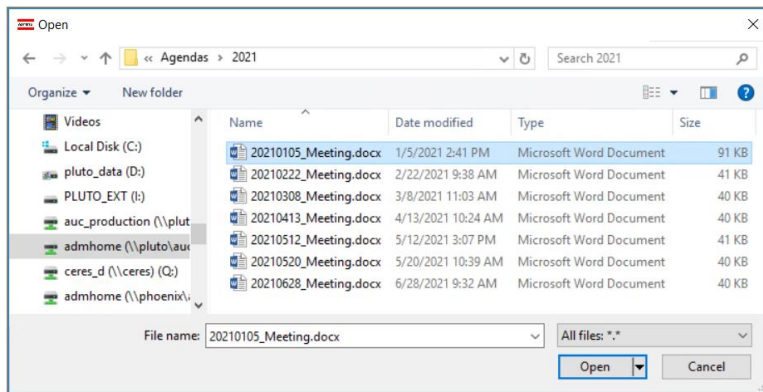 Open
« Agendas > 2021
Search 2021
Organize
New folder
Name Date modified Type Size
Videos
Local Disk (C:)
pluto_data (D:)
PLUTO_EXT (I:)
auc_production (\\plut
admhome (\\pluto\auc
ceres_d (\\ceres) (Q:)
admhome (\\phoenix\
20210105_Meeting.docx 1/5/2021 2:41 PM Microsoft Word Document 91 KB
20210222_Meeting.docx 2/22/2021 9:38 AM Microsoft Word Document 41 KB
20210308_Meeting.docx 3/8/2021 11:03 AM Microsoft Word Document 40 KB
20210413_Meeting.docx 4/13/2021 10:24 AM Microsoft Word Document 40 KB
20210512_Meeting.docx 5/12/2021 3:07 PM Microsoft Word Document 41 KB
20210520_Meeting.docx 5/20/2021 10:39 AM Microsoft Word Document 40 KB
20210628_Meeting.docx 6/28/2021 9:32 AM Microsoft Word Document 40 KB
File name: 20210105_Meeting.docx
All files: *.*
Open
Cancel